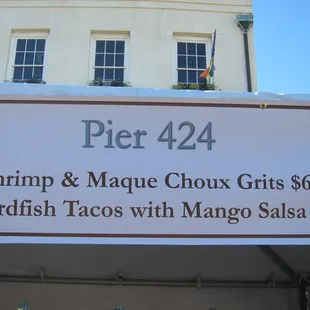 Pier 424
hrimp & Maque Choux Grits $6
rdfish Tacos with Mango Salsa